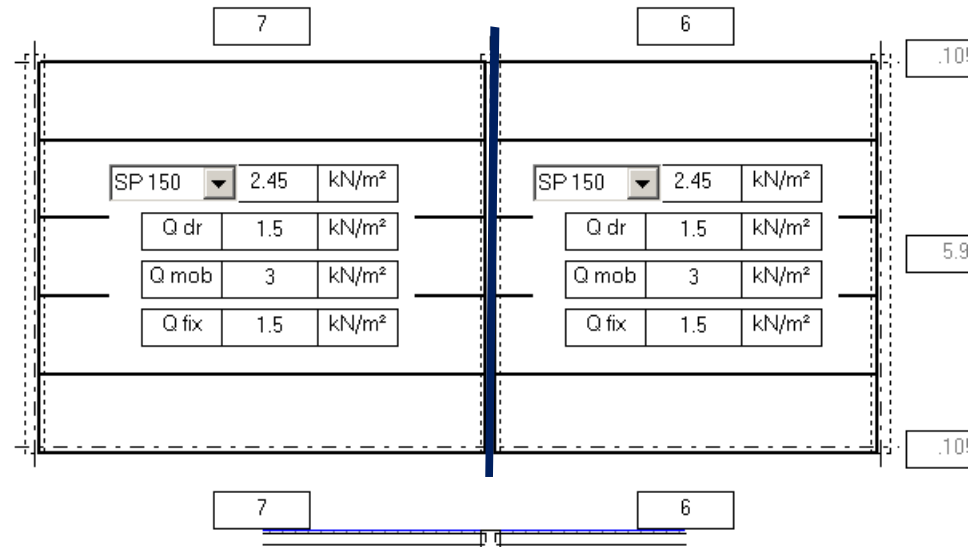 7 6
.105
SP 150 2.45 kN/m² SP 150 2.45 kN/m²
Q dr 1.5 kN/m² Q dr 1.5 kN/m²
5.9
Q mob 3 kN/m² Q mob 3 kN/m²
Q fix 1.5 kN/m² Q fix 1.5 kN/m²
.105
7 6